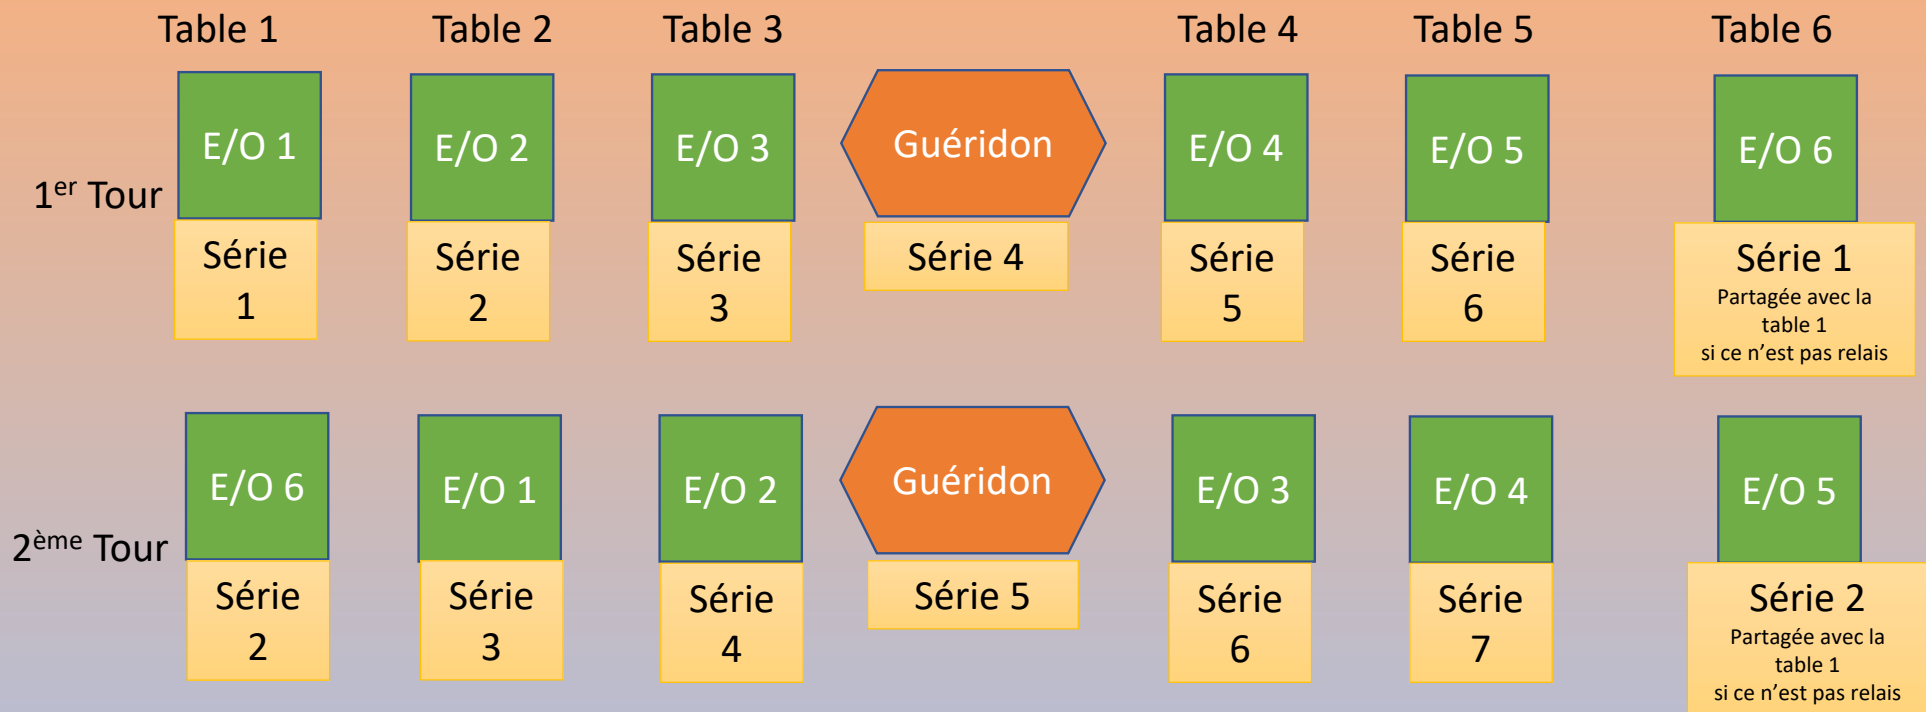 Table 1 Table 2 Table 3 Table 4 Table 5 Table 6
1er Tour
E/O 1 E/O 2 E/O 3 Guéridon E/O 4 E/O 5 E/O 6
Série
1
Série
2
Série
3
Série 4
Série
5
Série
6
Série 1
Partagée avec la
table 1
si ce n'est pas relais
2ème Tour
E/O 6 E/O 1 E/O 2 Guéridon E/O 3 E/O 4 E/O 5
Série
2
Série
3
Série
4
Série 5
Série
6
Série
7
Série 2
Partagée avec la
table 1
si ce n'est pas relais